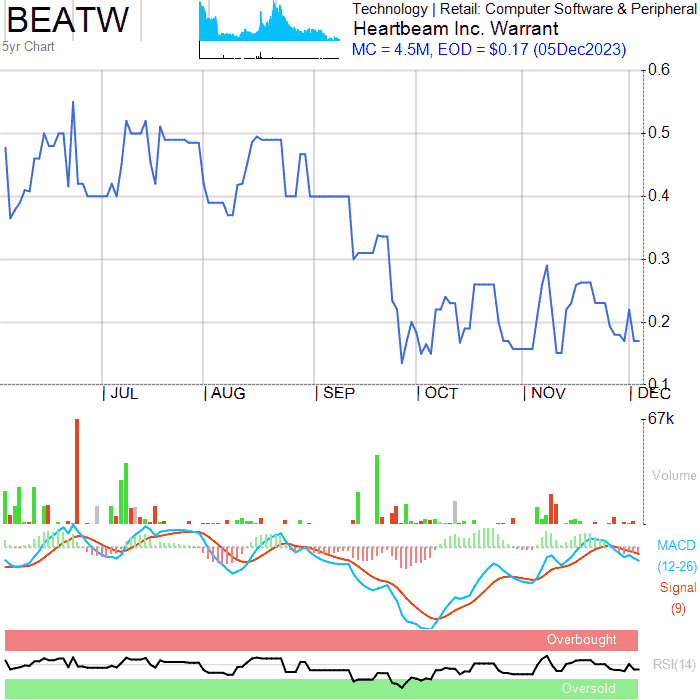 BEATW
5yr Chart
Technology | Retail: Computer Software & Peripheral
Heartbeam Inc. Warrant
MC = 4.5M, EOD = $0.17 (05Dec2023)
0.6
0.5
0.4
0.3
0.2
0.1
JUL AUG SEP OCT NOV DEC
67k
Volume
MACD
(12-26)
Signal
(9)
Overbought
RSI(14)
Oversold